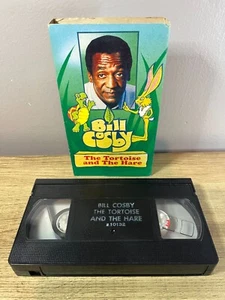 Bill
Cosby
The Tortoise
and The Hare
BILL COSBY
THE TORTOISE
AND THE HARE